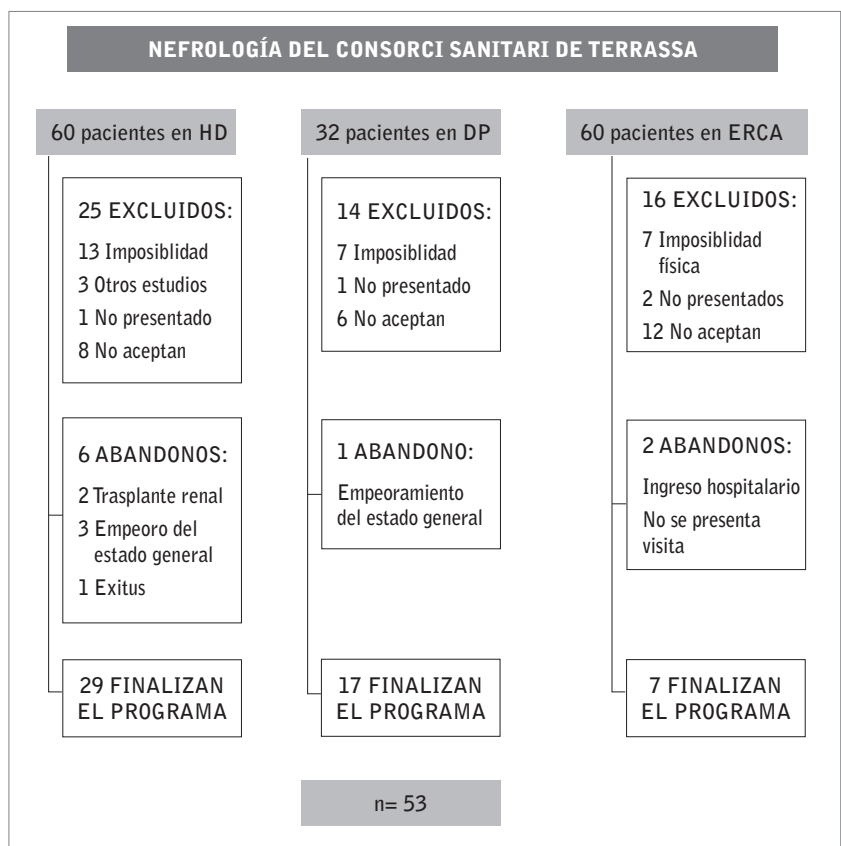 NEFROLOGÍA DEL CONSORCI SANITARI DE TERRASSA
60 pacientes en HD
25 EXCLUIDOS:
13 Imposiblidad
3 Otros estudios
1 No presentado
8 No aceptan
6 ABANDONOS:
2 Trasplante renal
3 Empeoro del
estado general
1 Exitus
29 FINALIZAN
EL PROGRAMA
32 pacientes en DP
14 EXCLUIDOS:
7 Imposiblidad
1 No presentado
6 No aceptan
1 ABANDONO:
Empeoramiento
del estado general
17 FINALIZAN
EL PROGRAMA
60 pacientes en ERCA
16 EXCLUIDOS:
7 Imposiblidad
física
2 No presentados
12 No aceptan
2 ABANDONOS:
Ingreso hospitalario
No se presenta
visita
7 FINALIZAN
EL PROGRAMA
n= 53